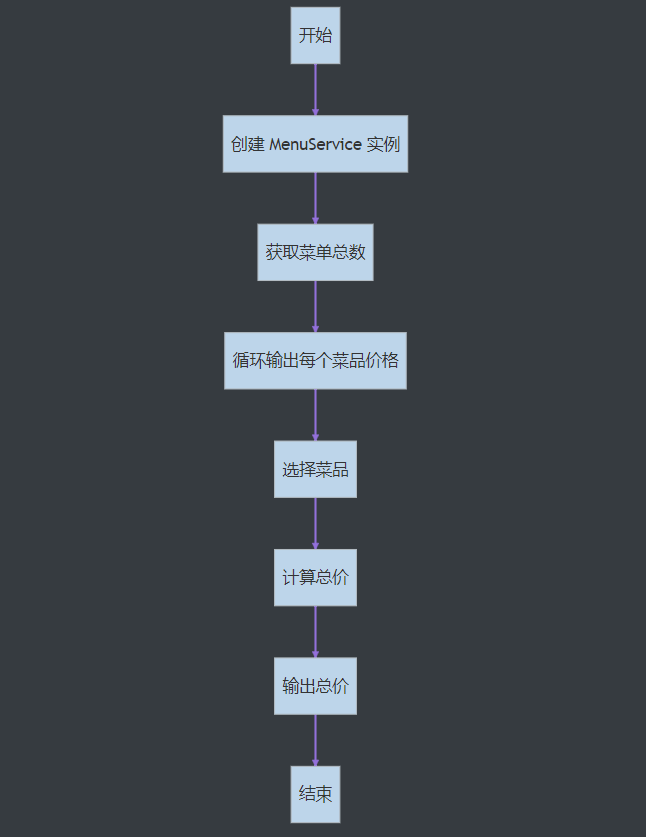 开始
创建 MenuService 实例
获取菜单总数
循环输出每个菜品价格
选择菜品
计算总价
输出总价
结束